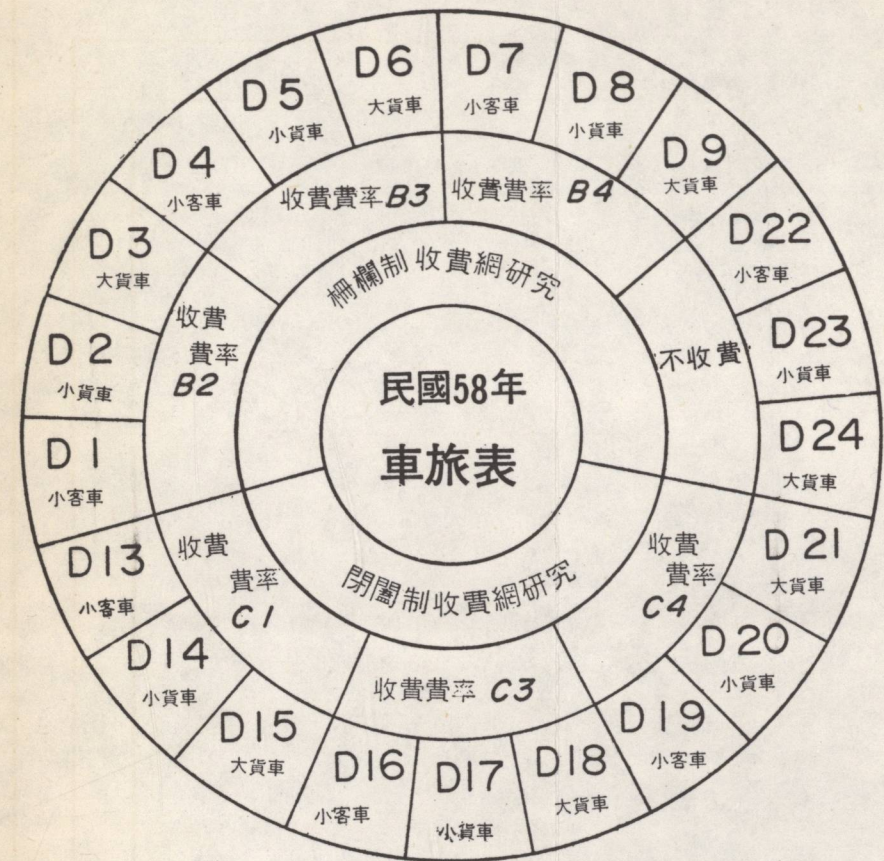 民國58年
車旅表
柵欄制收費網研究
閉闔制收費網研究
收費
費率
B2
收費費率B3
收費費率 B4
不收費
收費
費率
C1
收費費率 C3
收費
費率
C4
D1
小客車
D2
小貨車
D3
大貨車
D4
小客車
D5
小貨車
D6
大貨車
D7
小客車
D8
小貨車
D9
大貨車
D22
小客車
D23
小貨車
D24
大貨車
D21
大貨車
D20
小貨車
D19
小客車
D18
大貨車
D17
小貨車
D16
小客車
D15
大貨車
D14
小貨車
D13
小客車